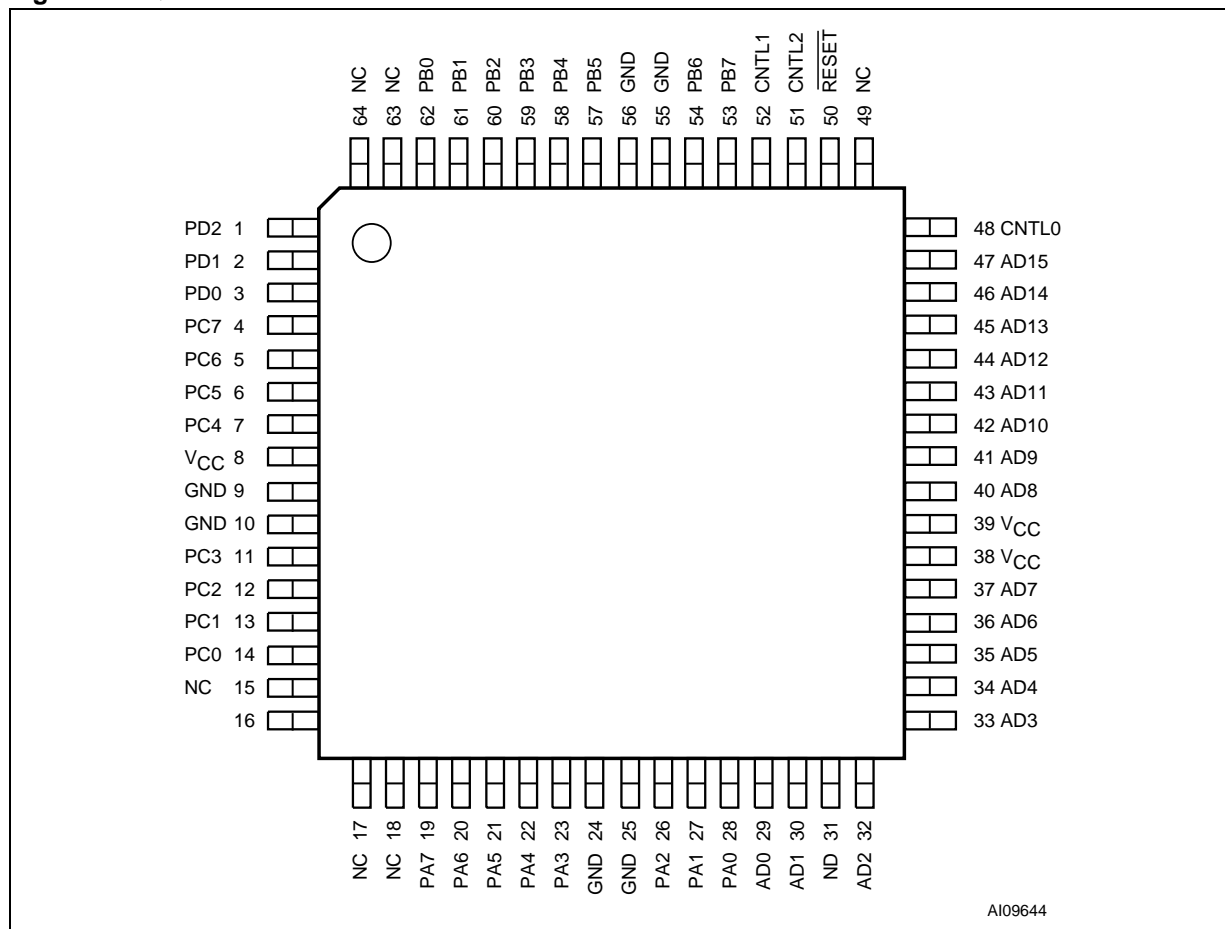 64 NC
63 NC
62 PB0
61 PB1
60 PB2
59 PB3
58 PB4
57 PB5
56 GND
55 GND
54 PB6
53 PB7
52 CNTL1
51 CNTL2
50 RESET
49 NC
PD2 1
PD1 2
PD0 3
PC7 4
PC6 5
PC5 6
PC4 7
VCC 8
GND 9
GND 10
PC3 11
PC2 12
PC1 13
PC0 14
NC 15
16
48 CNTL0
47 AD15
46 AD14
45 AD13
44 AD12
43 AD11
42 AD10
41 AD9
40 AD8
39 VCC
38 VCC
37 AD7
36 AD6
35 AD5
34 AD4
33 AD3
NC 17
NC 18
PA7 19
PA6 20
PA5 21
PA4 22
PA3 23
GND 24
GND 25
PA2 26
PA1 27
PA0 28
AD0 29
AD1 30
ND 31
AD2 32
AI09644